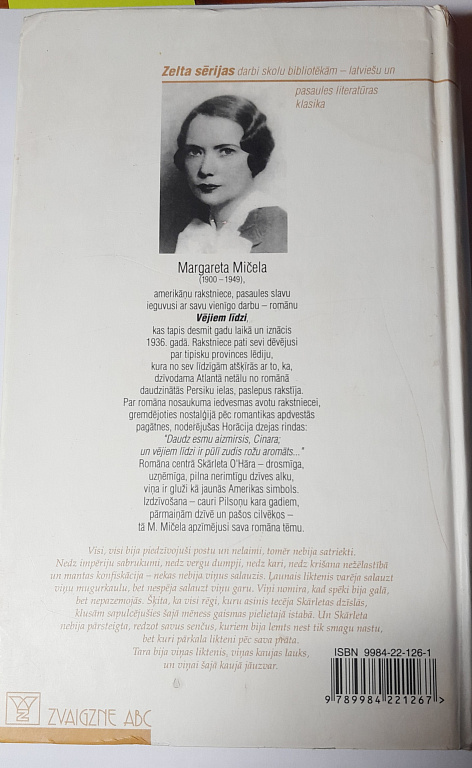 Zelta sērijas darbi skolu bibliotēkām – latviešu un
pasaules literatūras
klasika
Margareta Mičela
(1900 – 1949),
amerikāņu rakstniece, pasaules slavu
ieguvusi ar savu vienīgo darbu – romānu
Vējiem līdzi,
kas tapis desmit gadu laikā un iznācis
1936. gadā. Rakstniece pati sevi dēvējusi
par tipisku provinces lēdiju,
kura no sev līdzīgām atšķīrās ar to, ka,
dzīvodama Atlantā netālu no romānā
daudzinātās Persiku ielas, paslepus rakstīja.
Par romāna nosaukuma iedvesmas avotu rakstniecei,
gremdējoties nostalģijā pēc romantikas apdvestās
pagātnes, noderējušas Horācija dzejas rindas:
"Daudz esmu aizmirsis, Cinara;
un vējiem līdzi ir pūlī zudis rožu aromāts..."
Romāna centrā Skārleta O'Hāra – drosmīga,
uzņēmīga, pilna nerimtīgu dzīves alku,
viņa ir gluži kā jaunās Amerikas simbols.
Izdzīvošana – cauri Pilsoņu kara gadiem,
pārmaiņām dzīvē un pašos cilvēkos –
tā M. Mičela apzīmējusi sava romāna tēmu.
Visi, visi bija piedzīvojuši postu un nelaimi, tomēr nebija satriekti.
Nedz impēriju sabrukumi, nedz vergu dumpji, nedz kari, nedz krišana nežēlastībā
un mantas konfiskācija – nekas nebija viņus salauzis. Ļaunais liktenis varēja salauzt
viņu mugurkaulu, bet nespēja salauzt viņu garu. Viņi nomira, kad spēki bija galā,
bet nepazemojās. Šķita, ka visi rēgi, kuru asinis tecēja Skārletas dzīslās,
klusām sapulcējušies šajā mēness gaismas pielietajā istabā. Un Skārleta
nebija pārsteigta, redzot savus senčus, kuriem bija lemts nest tik smagu nastu,
bet kuri pārkala likteni pēc sava prāta.
Tara bija viņas liktenis, viņas kaujas lauks,
un viņai šajā kaujā jāuzvar.
ISBN 9984-22-126-1
9 789984 221267 >
ZVAIGZNE ABC